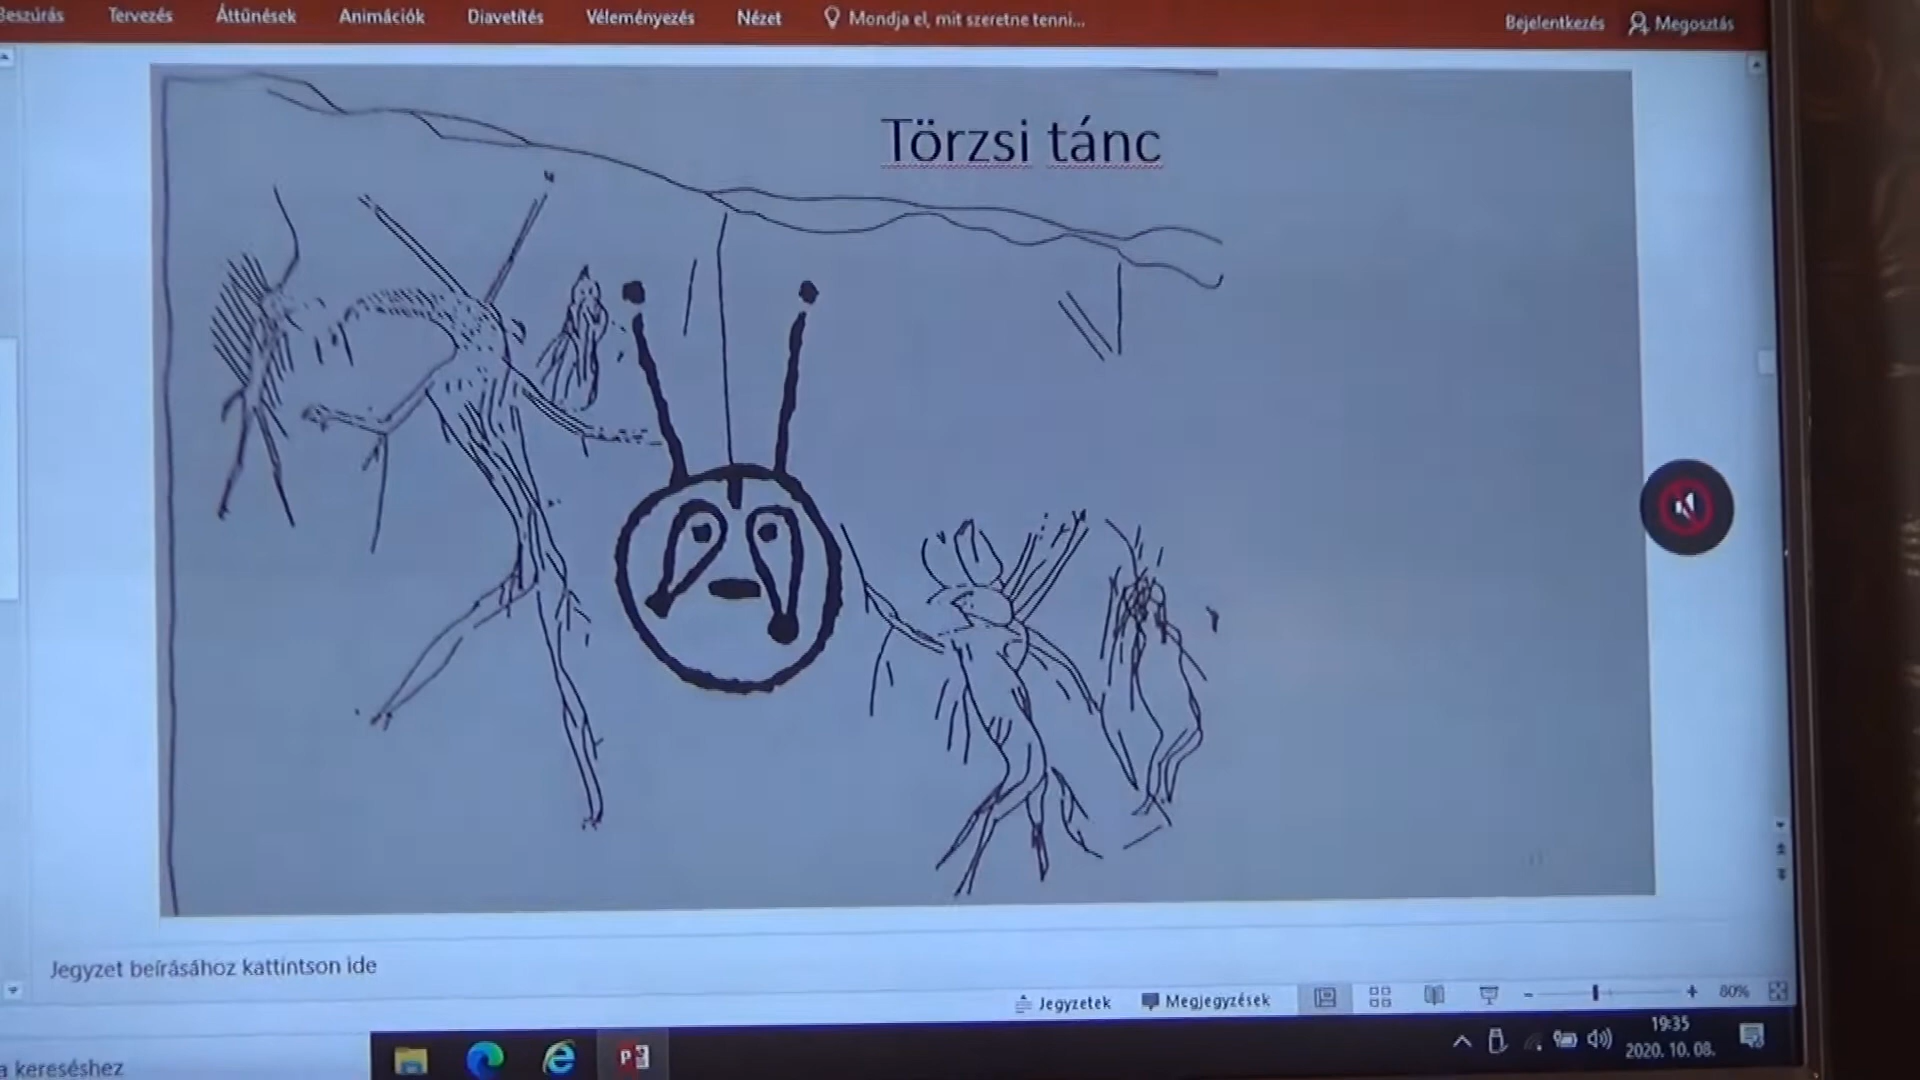 Beszúrás Tervezés Áttűnések Animációk Diavetítés Véleményezés Nézet Mondja el, mit szeretne tenni... Bejelentkezés Megosztás
Törzsi tánc
Jegyzet beírásához kattintson ide
Jegyzetek Megjegyzések 80%
19:35
a kereséshez
2020. 10. 08.